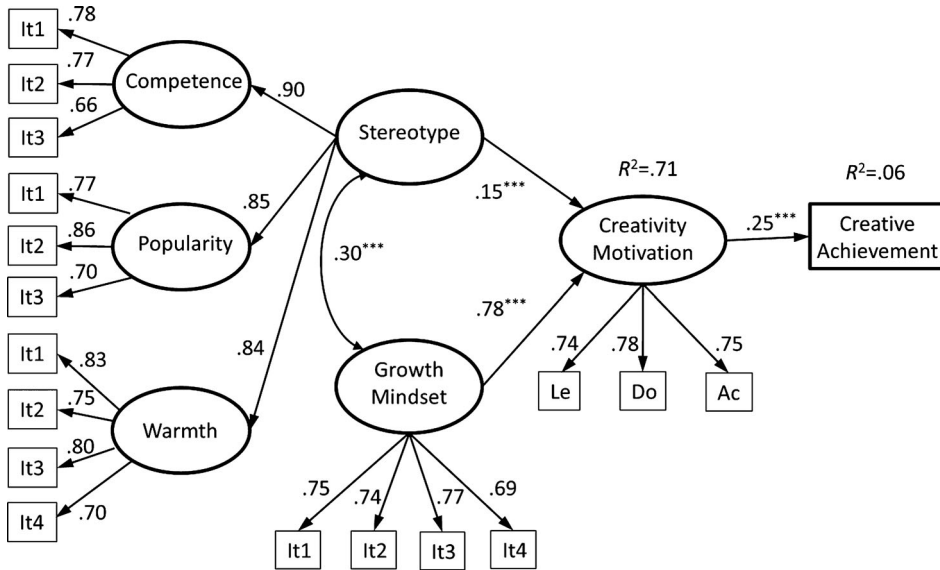 It1
.78
It2
.77
It3
.66
Competence
.90
It1
.77
It2
.86
It3
.70
Popularity
.85
It1
.83
It2
.75
It3
.80
It4
.70
Warmth
.84
Stereotype
.30***
Growth
Mindset
.75
.74
.77
.69
It1
It2
It3
It4
.15***
.78***
R²=.71
Creativity
Motivation
.74
.78
.75
Le
Do
Ac
.25***
R²=.06
Creative
Achievement